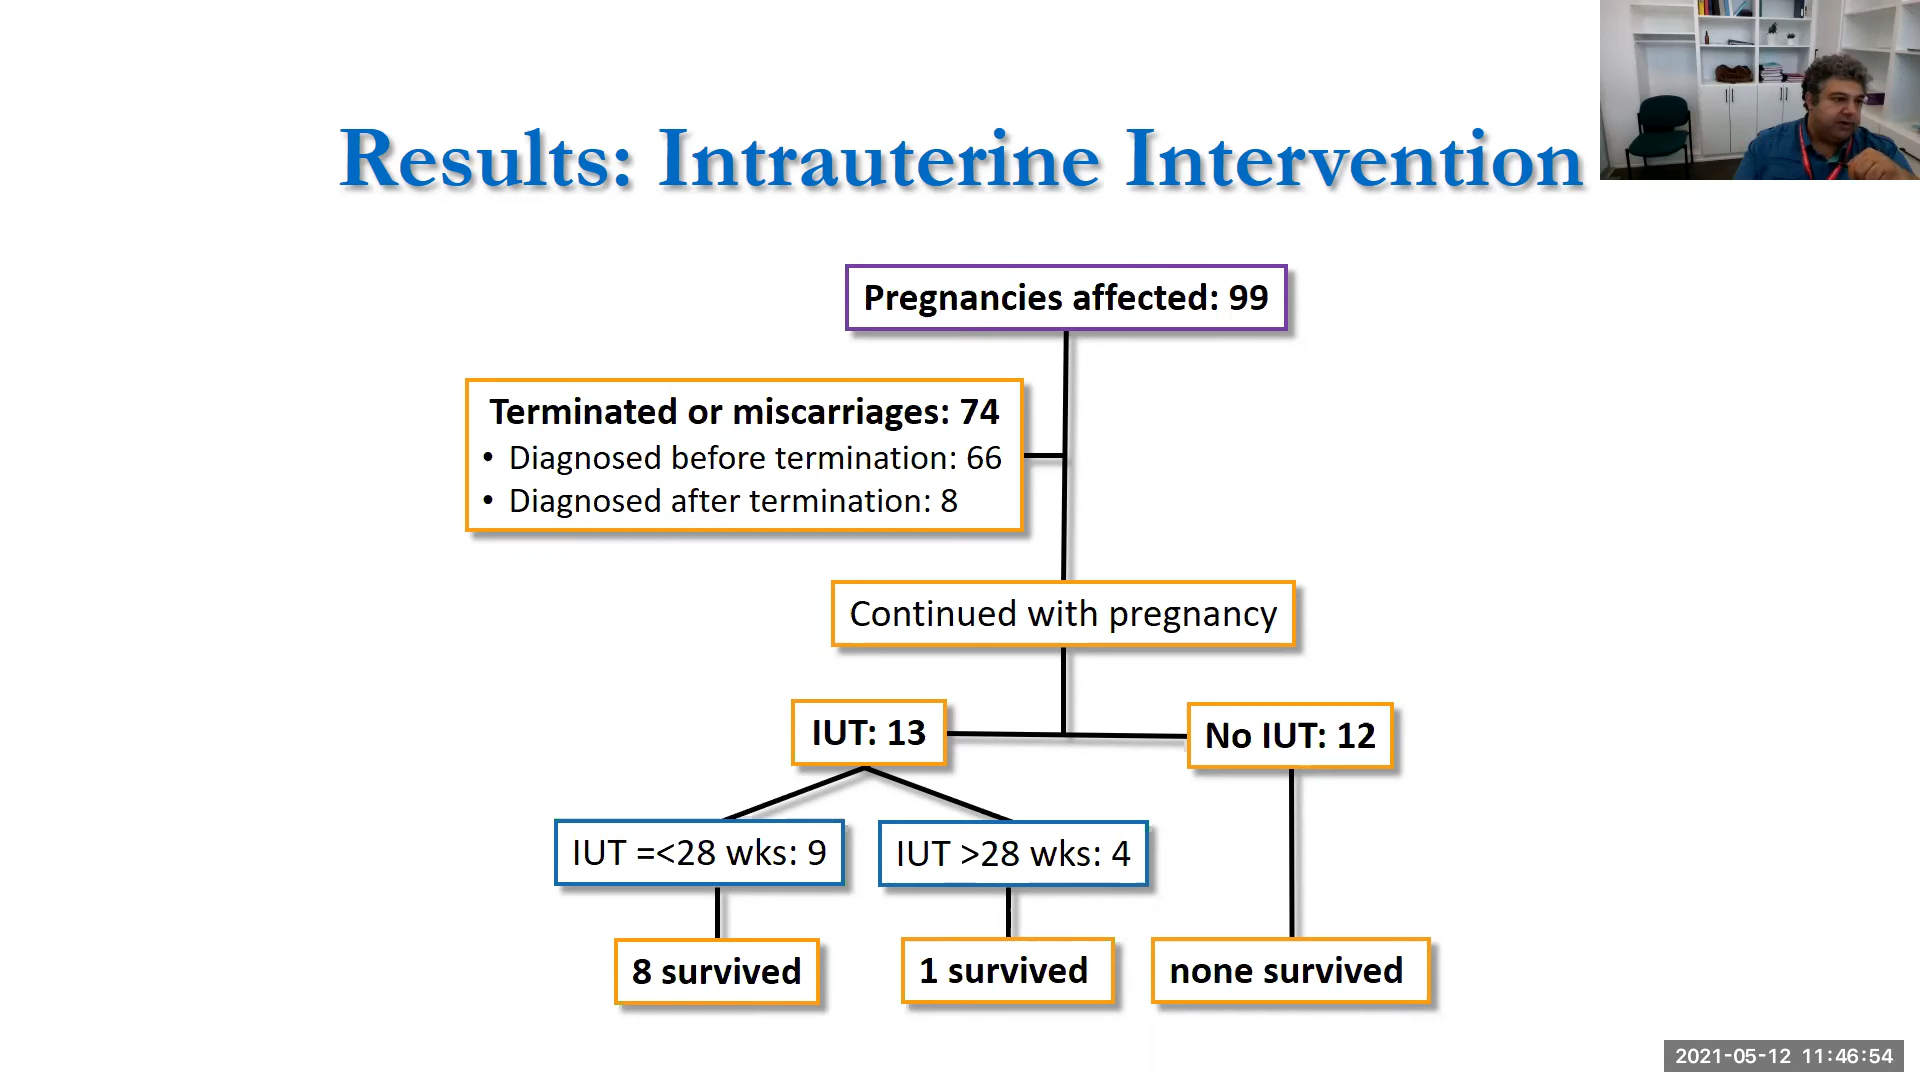 Results: Intrauterine Intervention
Pregnancies affected: 99
Terminated or miscarriages: 74
• Diagnosed before termination: 66
• Diagnosed after termination: 8
Continued with pregnancy
IUT: 13
No IUT: 12
IUT =<28 wks: 9
IUT >28 wks: 4
8 survived
1 survived
none survived
2021-05-12 11:46:54